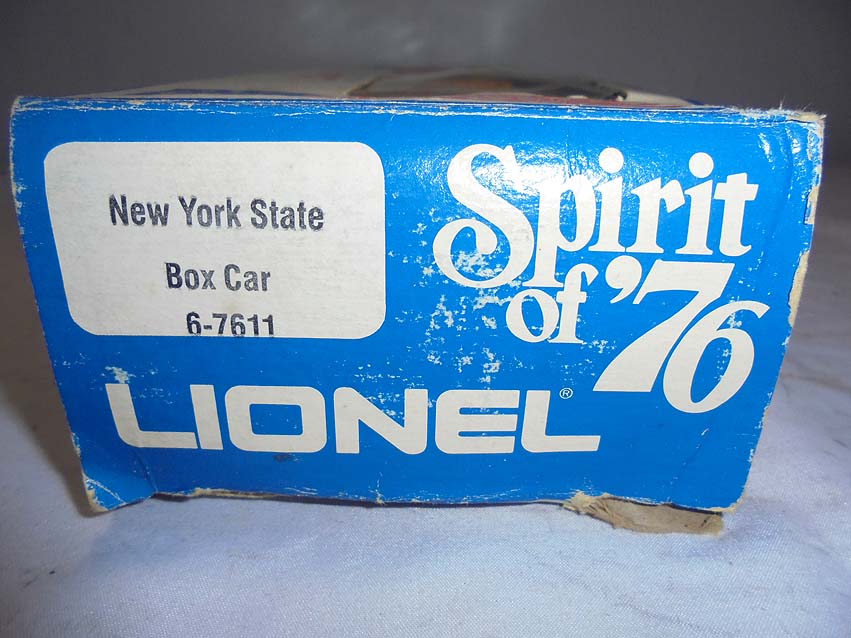 New York State
Box Car
6-7611
Spirit
of '76
LIONEL®